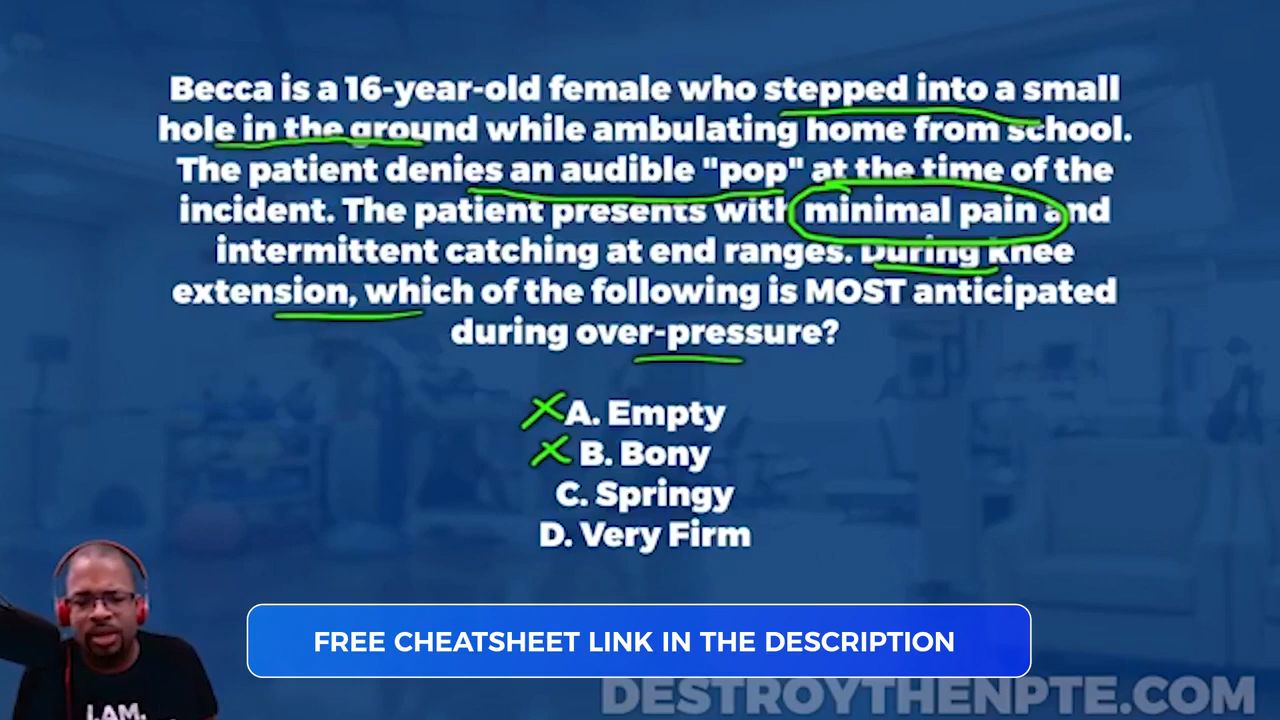 Becca is a 16-year-old female who stepped into a small
hole in the ground while ambulating home from school.
The patient denies an audible "pop" at the time of the
incident. The patient presents with minimal pain and
intermittent catching at end ranges. During knee
extension, which of the following is MOST anticipated
during over-pressure?
A. Empty
B. Bony
C. Springy
D. Very Firm
I.AM.
FREE CHEATSHEET LINK IN THE DESCRIPTION
DESTROYTHENPTE.COM